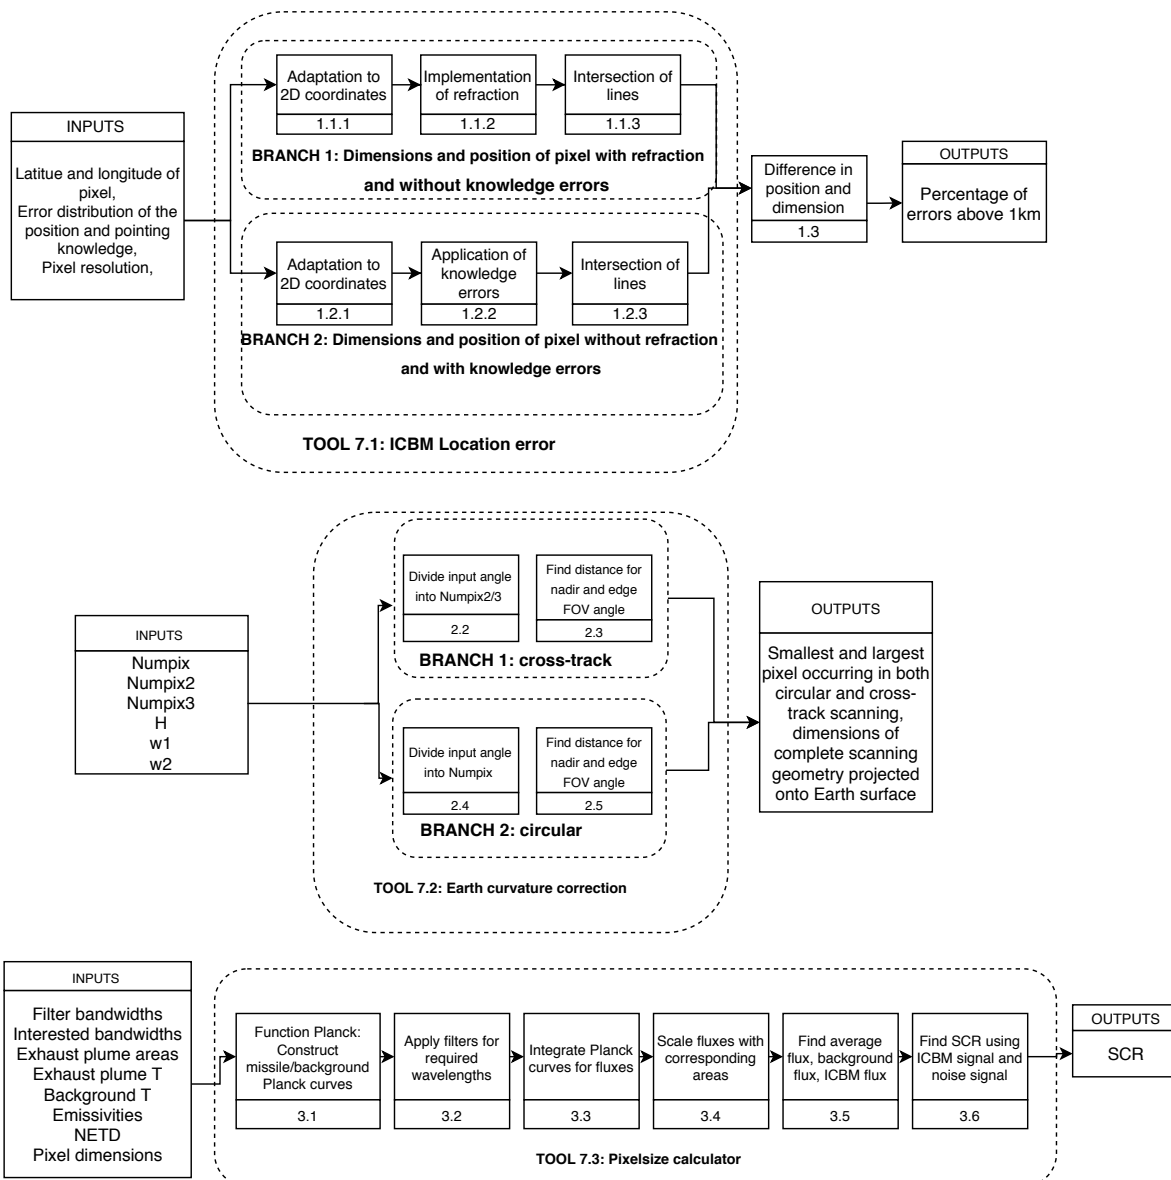 INPUTS
Latitue and longitude of
pixel,
Error distribution of the
position and pointing
knowledge,
Pixel resolution,
Adaptation to
2D coordinates
1.1.1
Implementation
of refraction
1.1.2
Intersection of
lines
1.1.3
BRANCH 1: Dimensions and position of pixel with refraction
and without knowledge errors
Adaptation to
2D coordinates
1.2.1
Application of
knowledge
errors
1.2.2
Intersection of
lines
1.2.3
BRANCH 2: Dimensions and position of pixel without refraction
and with knowledge errors
TOOL 7.1: ICBM Location error
Difference in
position and
dimension
1.3
OUTPUTS
Percentage of
errors above 1km
INPUTS
Numpix
Numpix2
Numpix3
H
w1
w2
Divide input angle
into Numpix2/3
2.2
Find distance for
nadir and edge
FOV angle
2.3
BRANCH 1: cross-track
Divide input angle
into Numpix
2.4
Find distance for
nadir and edge
FOV angle
2.5
BRANCH 2: circular
TOOL 7.2: Earth curvature correction
OUTPUTS
Smallest and largest
pixel occurring in both
circular and cross-
track scanning,
dimensions of
complete scanning
geometry projected
onto Earth surface
INPUTS
Filter bandwidths
Interested bandwidths
Exhaust plume areas
Exhaust plume T
Background T
Emissivities
NETD
Pixel dimensions
Function Planck:
Construct
missile/background
Planck curves
3.1
Apply filters for
required
wavelengths
3.2
Integrate Planck
curves for fluxes
3.3
Scale fluxes with
corresponding
areas
3.4
Find average
flux, background
flux, ICBM flux
3.5
Find SCR using
ICBM signal and
noise signal
3.6
TOOL 7.3: Pixelsize calculator
OUTPUTS
SCR